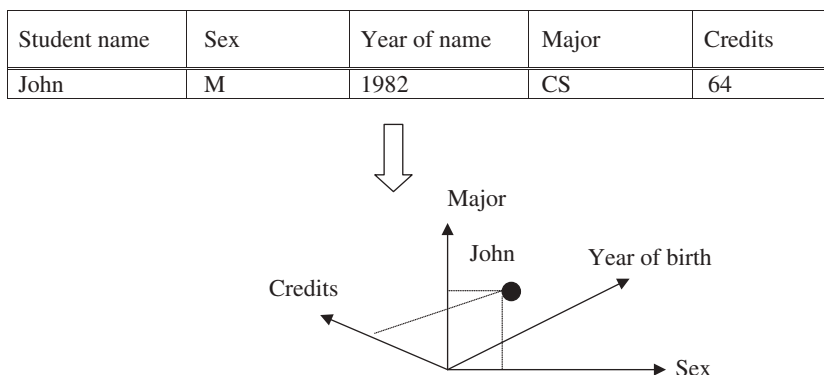 Student name Sex Year of name Major Credits
John M 1982 CS 64
Major
John
Year of birth
Credits
Sex